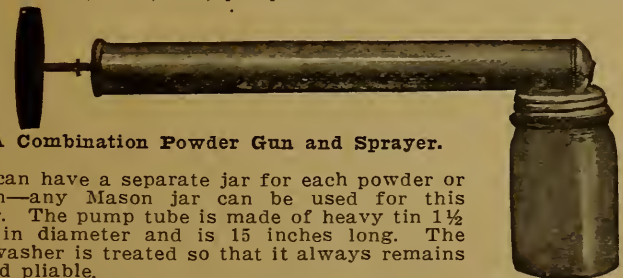 A Combination Powder Gun and Sprayer.
can have a separate jar for each powder or
—any Mason jar can be used for this
The pump tube is made of heavy tin 1½
in diameter and is 15 inches long. The
washer is treated so that it always remains
pliable.